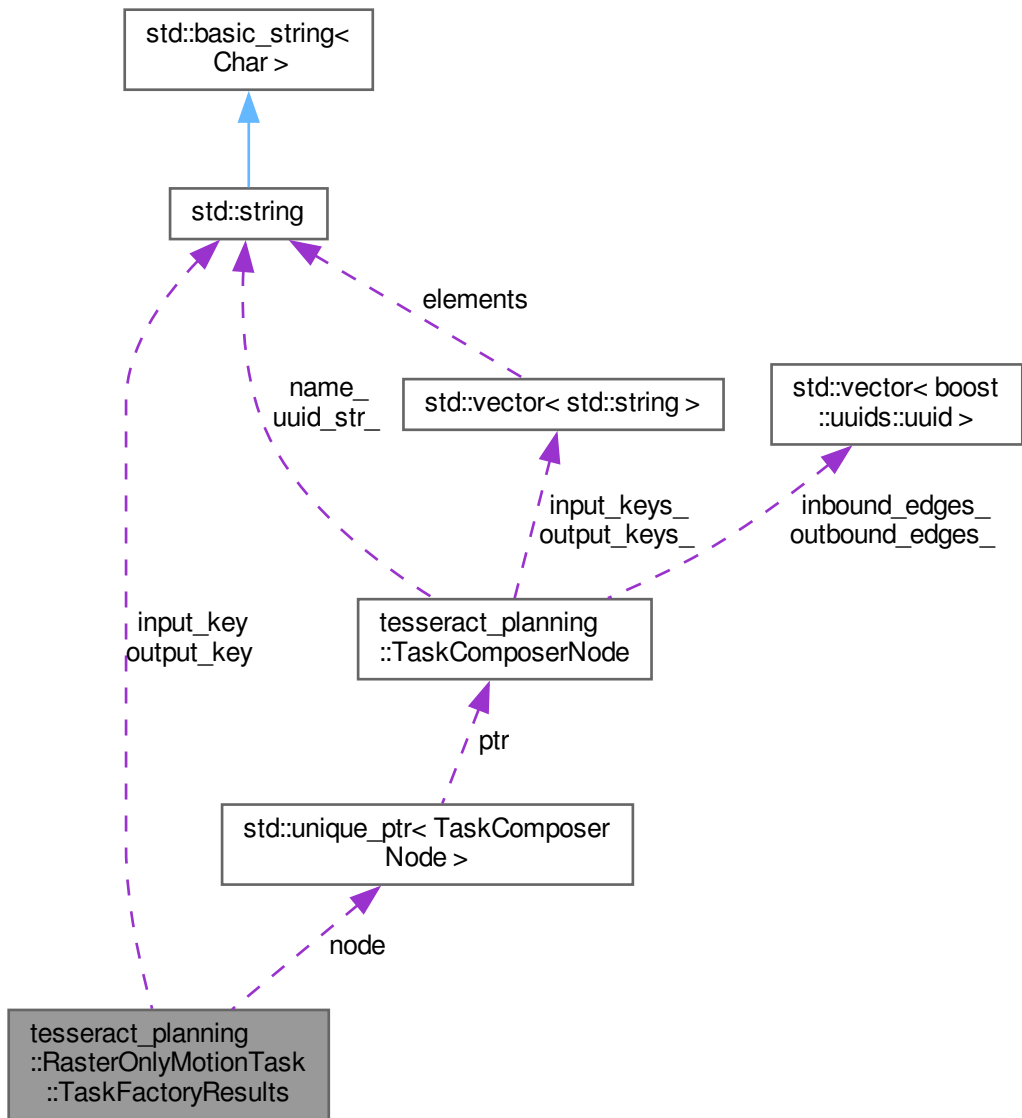 std::basic_string<
Char >
std::string
elements
name_
uuid_str_
std::vector< std::string >
std::vector< boost
::uuids::uuid >
input_keys_
output_keys_
inbound_edges_
outbound_edges_
input_key
output_key
tesseract_planning
::TaskComposerNode
ptr
std::unique_ptr< TaskComposer
Node >
node
tesseract_planning
::RasterOnlyMotionTask
::TaskFactoryResults